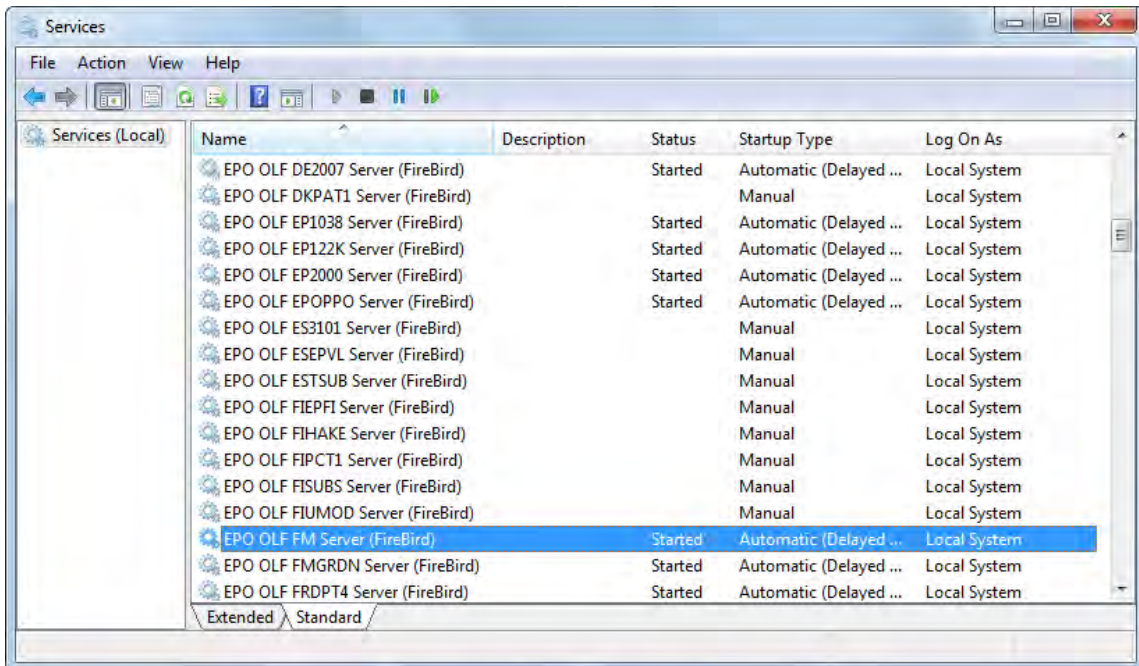 Services
File Action View Help
Services (Local)
Name Description Status Startup Type Log On As
EPO OLF DE2007 Server (FireBird) Started Automatic (Delayed ... Local System
EPO OLF DKPAT1 Server (FireBird) Manual Local System
EPO OLF EP1038 Server (FireBird) Started Automatic (Delayed ... Local System
EPO OLF EP122K Server (FireBird) Started Automatic (Delayed ... Local System
EPO OLF EP2000 Server (FireBird) Started Automatic (Delayed ... Local System
EPO OLF EPOPPO Server (FireBird) Started Automatic (Delayed ... Local System
EPO OLF ES3101 Server (FireBird) Manual Local System
EPO OLF ESEPVL Server (FireBird) Manual Local System
EPO OLF ESTSUB Server (FireBird) Manual Local System
EPO OLF FIEPFI Server (FireBird) Manual Local System
EPO OLF FIHAKE Server (FireBird) Manual Local System
EPO OLF FIPCT1 Server (FireBird) Manual Local System
EPO OLF FISUBS Server (FireBird) Manual Local System
EPO OLF FIUMOD Server (FireBird) Manual Local System
EPO OLF FM Server (FireBird) Started Automatic (Delayed ... Local System
EPO OLF FMGRDN Server (FireBird) Started Automatic (Delayed ... Local System
EPO OLF FRDPT4 Server (FireBird) Started Automatic (Delayed ... Local System
Extended Standard